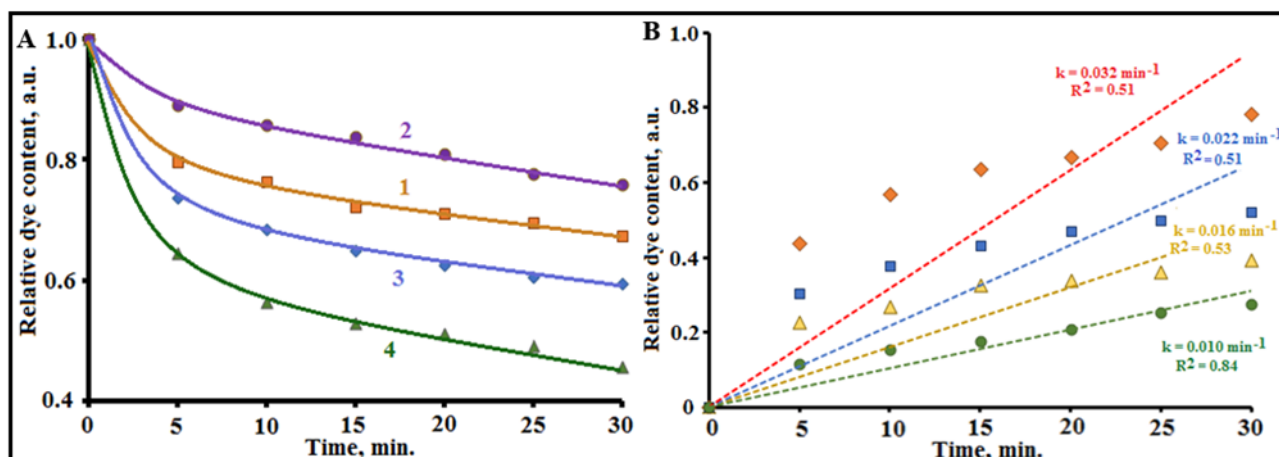 A
Relative dye content, a.u.
1.0
0.8
0.6
0.4
2
1
3
4
0 5 10 15 20 25 30
Time, min.
B
Relative dye content, a.u.
1.0
0.8
0.6
0.4
0.2
0
k = 0.032 min⁻¹
R² = 0.51
k = 0.022 min⁻¹
R² = 0.51
k = 0.016 min⁻¹
R² = 0.53
k = 0.010 min⁻¹
R² = 0.84
0 5 10 15 20 25 30
Time, min.